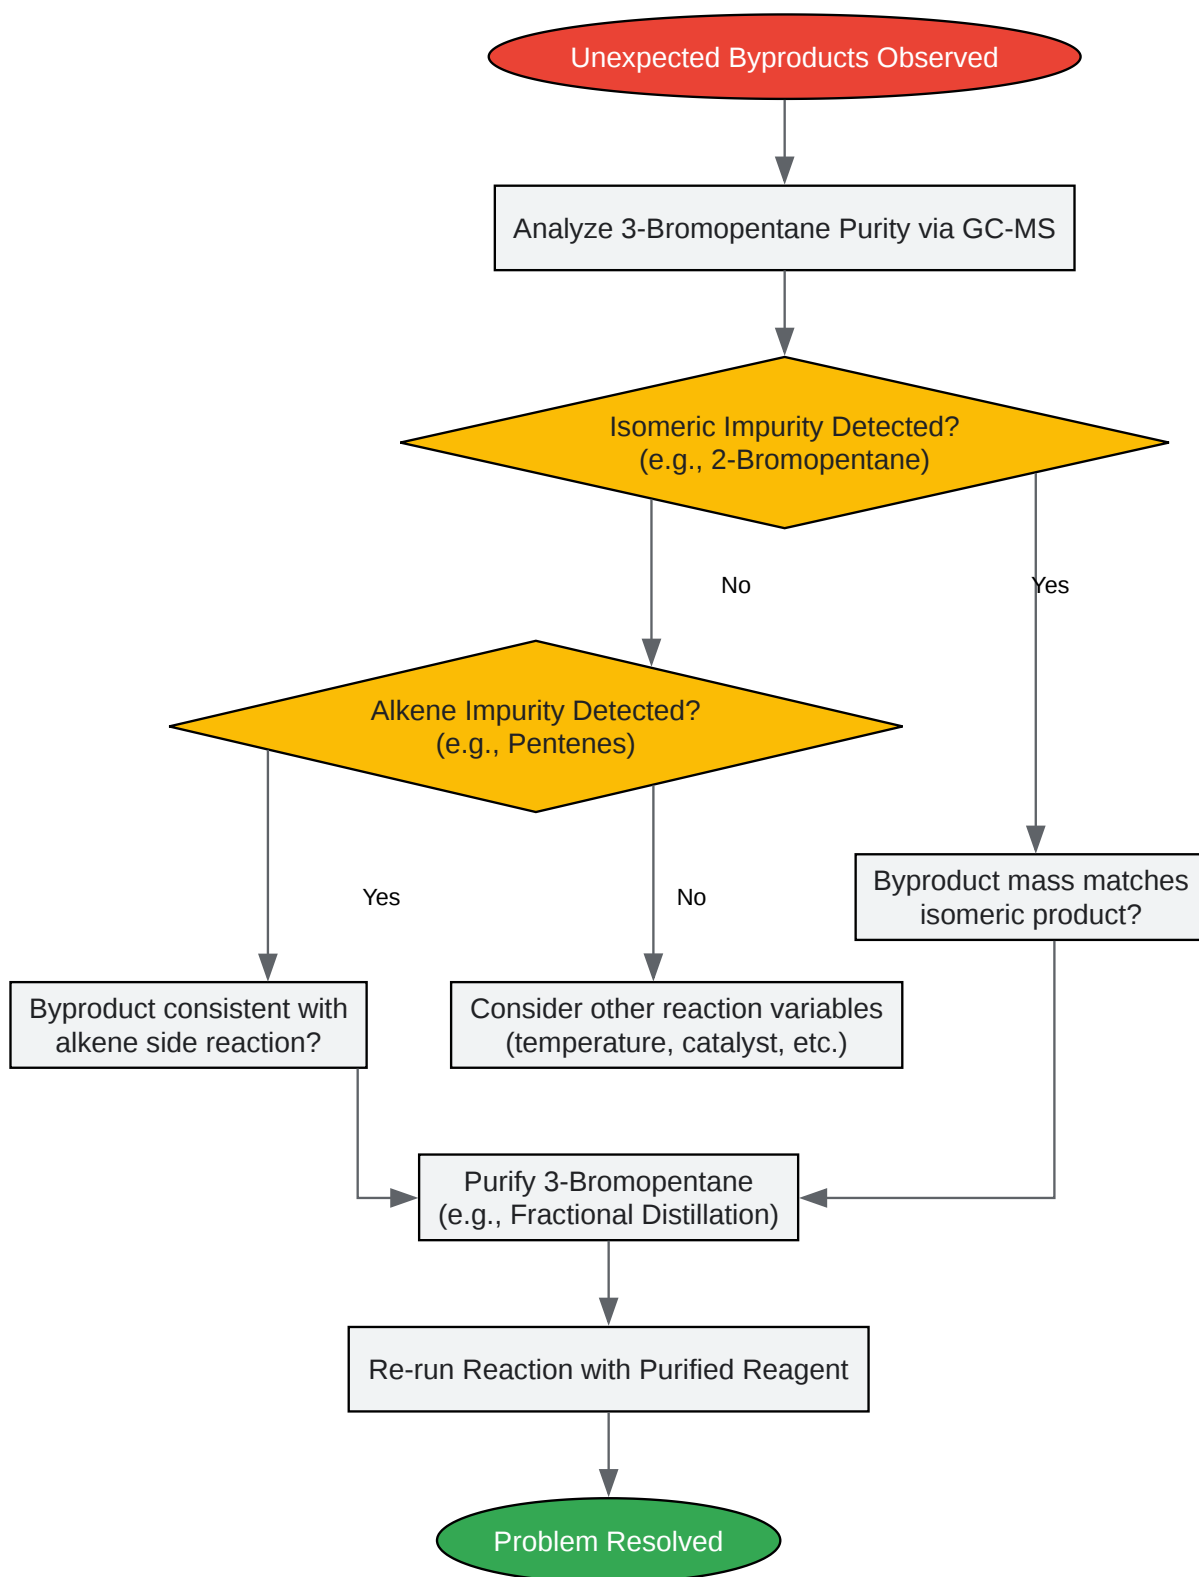 Unexpected Byproducts Observed
Analyze 3-Bromopentane Purity via GC-MS
Isomeric Impurity Detected?
(e.g., 2-Bromopentane)
No
Yes
Alkene Impurity Detected?
(e.g., Pentenes)
Yes
No
Byproduct mass matches
isomeric product?
Byproduct consistent with
alkene side reaction?
Consider other reaction variables
(temperature, catalyst, etc.)
Purify 3-Bromopentane
(e.g., Fractional Distillation)
Re-run Reaction with Purified Reagent
Problem Resolved